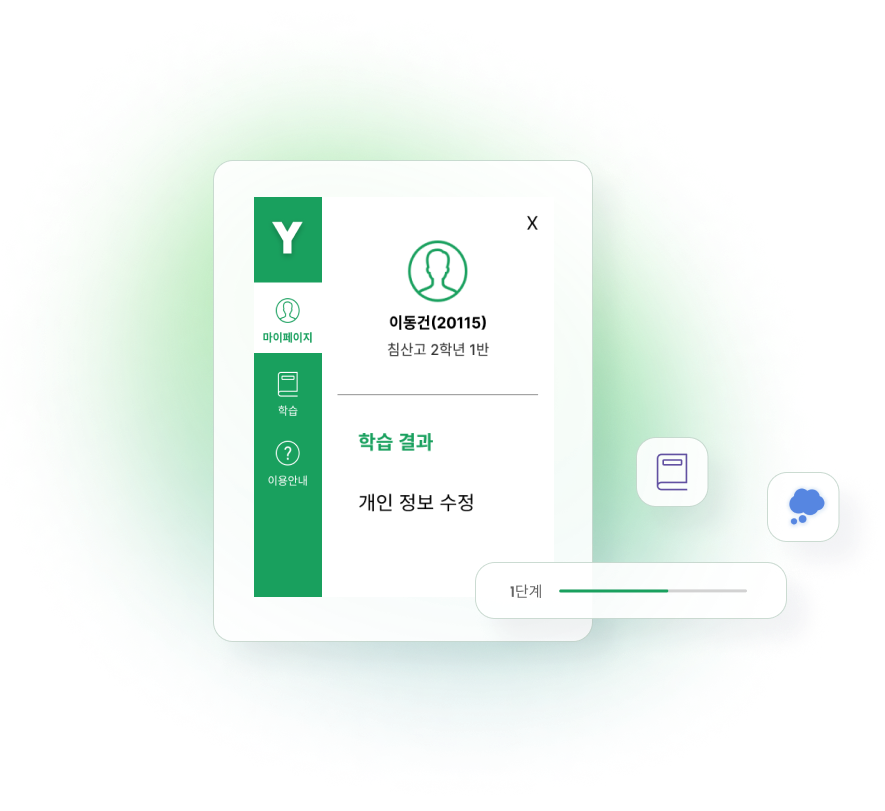 Y
마이페이지
학습
?
이용안내
X
이동건(20115)
침산고 2학년 1반
학습 결과
개인 정보 수정
1단계